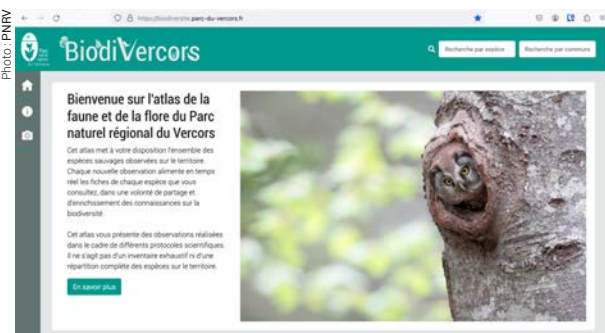 Photo : PNRV
https://biodiversite.parc-du-vercors.fr
Biodi Vercors
Recherche par espèce
Recherche par commune
Bienvenue sur l'atlas de la
faune et de la flore du Parc
naturel régional du Vercors
Cet atlas met à votre disposition l'ensemble des
espèces sauvages observées sur le territoire.
Chaque nouvelle observation alimente en temps
réel les fiches de chaque espèce que vous
consultez, dans une volonté de partage et
d'enrichissement des connaissances sur la
biodiversité.
Cet atlas vous présente des observations réalisées
dans le cadre de différents protocoles scientifiques.
Il ne s'agit pas d'un inventaire exhaustif ni d'une
répartition complète des espèces sur le territoire.
En savoir plus